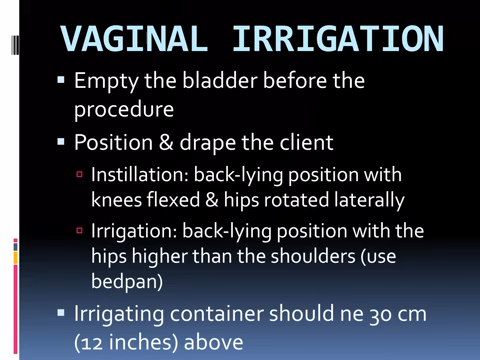 VAGINAL IRRIGATION
Empty the bladder before the
procedure
Position & drape the client
Instillation: back-lying position with
knees flexed & hips rotated laterally
Irrigation: back-lying position with the
hips higher than the shoulders (use
bedpan)
Irrigating container should ne 30 cm
(12 inches) above